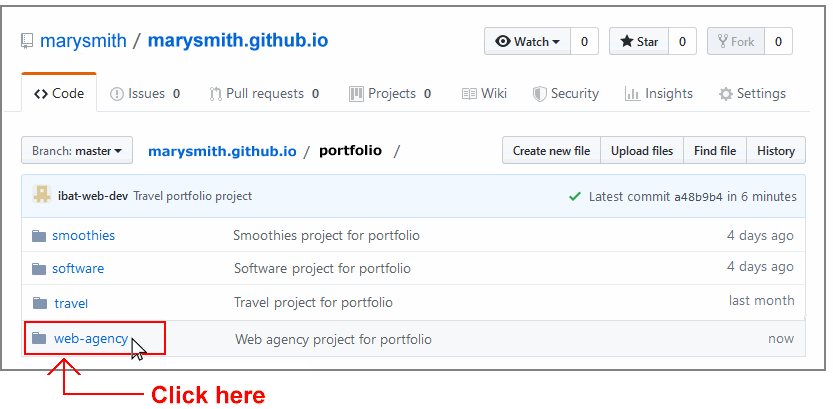 marysmith / marysmith.github.io
Watch 0 Star 0 Fork 0
Code Issues 0 Pull requests 0 Projects 0 Wiki Security Insights Settings
Branch: master marysmith.github.io / portfolio / Create new file Upload files Find file History
ibat-web-dev Travel portfolio project Latest commit a48b9b4 in 6 minutes
smoothies Smoothies project for portfolio 4 days ago
software Software project for portfolio 4 days ago
travel Travel project for portfolio last month
web-agency Web agency project for portfolio now
Click here